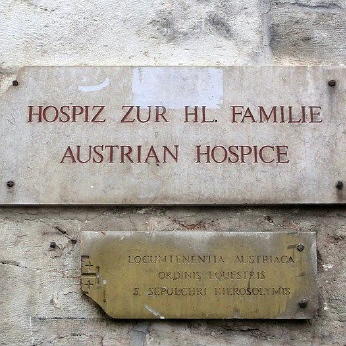 HOSPIZ ZUR HL. FAMILIE
AUSTRIAN HOSPICE
LOCUMTENENTIA AUSTRIACA
ORDINIS EQUESTRIS
S. SEPULCHRI HIEROSOLYMIS